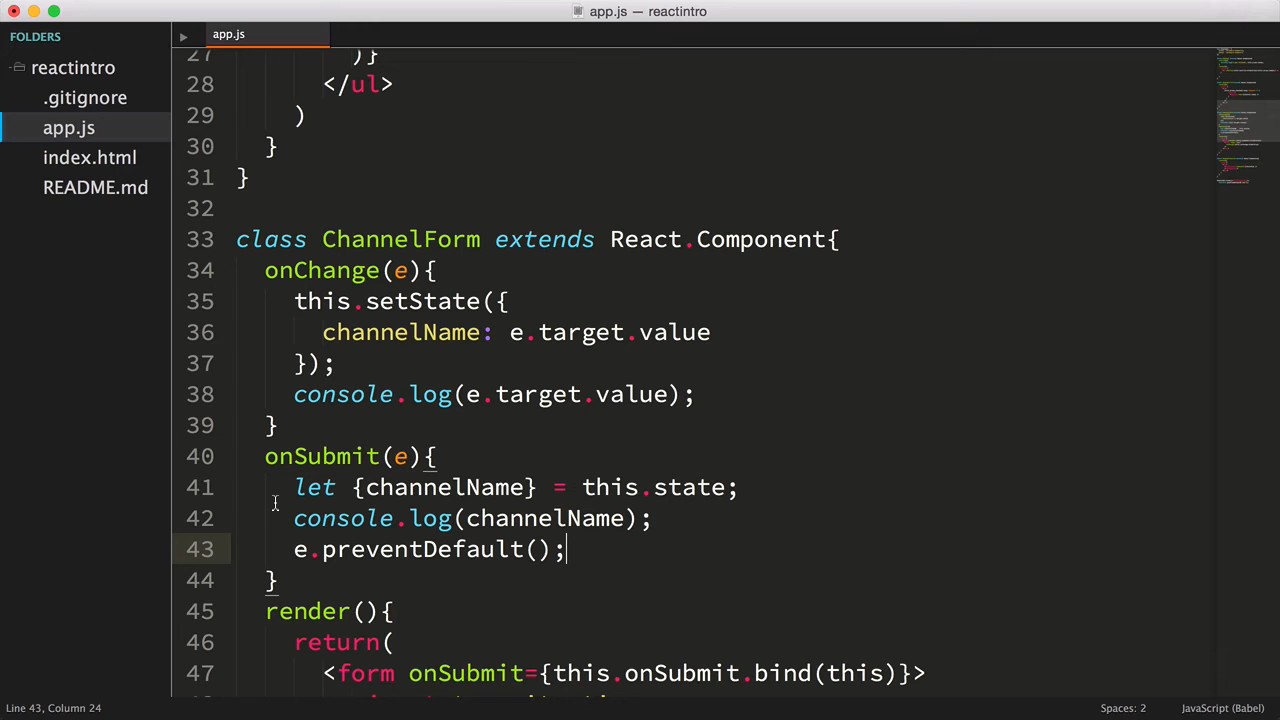 app.js — reactintro
FOLDERS
reactintro
.gitignore
app.js
index.html
README.md
app.js
27 )}
28 </ul>
29 )
30 }
31 }
32
33 class ChannelForm extends React.Component{
34 onChange(e){
35 this.setState({
36 channelName: e.target.value
37 });
38 console.log(e.target.value);
39 }
40 onSubmit(e){
41 let {channelName} = this.state;
42 console.log(channelName);
43 e.preventDefault();
44 }
45 render(){
46 return(
47 <form onSubmit={this.onSubmit.bind(this)}>
Line 43, Column 24
Spaces: 2
JavaScript (Babel)